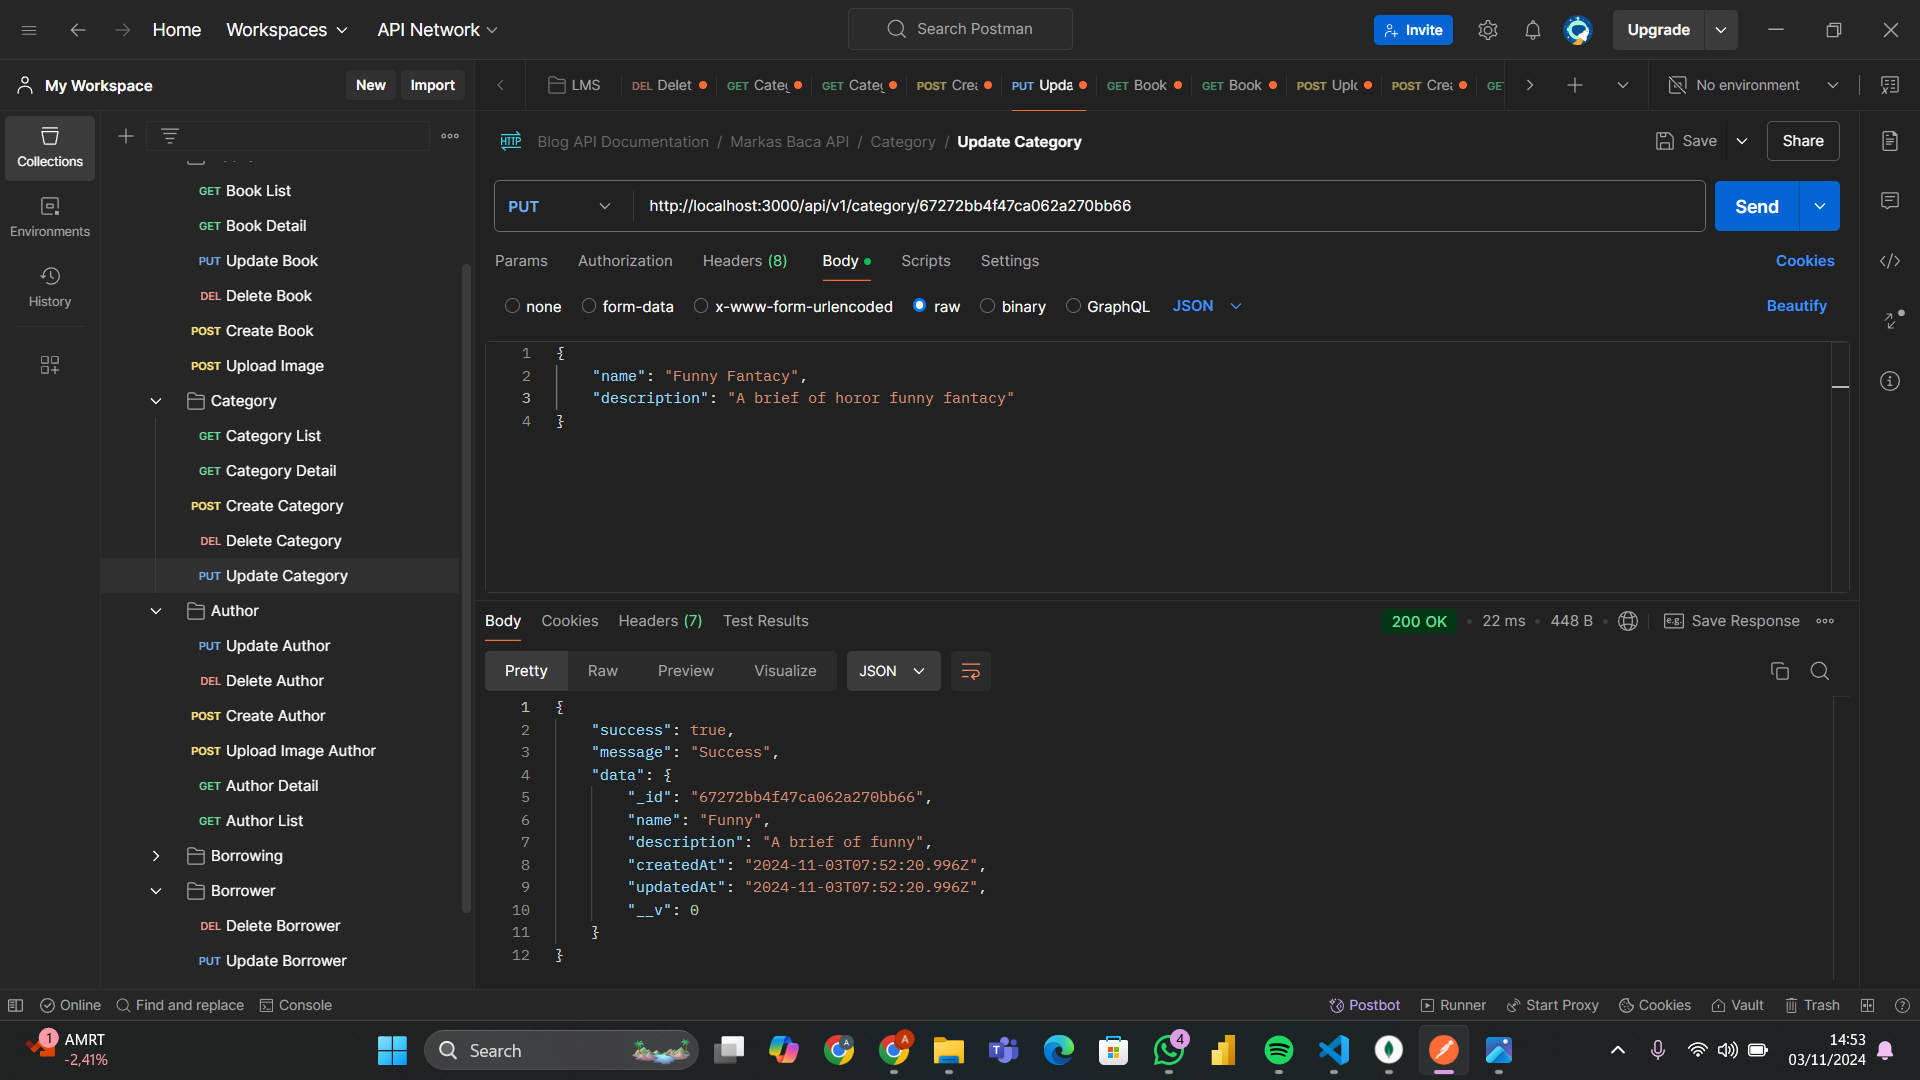 Home
Workspaces
API Network
Search Postman
Invite
Upgrade
My Workspace
New
Import
LMS
DEL Delet
GET Categ
GET Categ
POST Crea
PUT Upda
GET Book
GET Book
POST Uplo
POST Crea
GET
No environment
Collections
Environments
History
GET Book List
GET Book Detail
PUT Update Book
DEL Delete Book
POST Create Book
POST Upload Image
Category
GET Category List
GET Category Detail
POST Create Category
DEL Delete Category
PUT Update Category
Author
PUT Update Author
DEL Delete Author
POST Create Author
POST Upload Image Author
GET Author Detail
GET Author List
Borrowing
Borrower
DEL Delete Borrower
PUT Update Borrower
HTTP Blog API Documentation / Markas Baca API / Category / Update Category
Save
Share
PUT
http://localhost:3000/api/v1/category/67272bb4f47ca062a270bb66
Send
Params Authorization Headers (8) Body Scripts Settings
Cookies
none form-data x-www-form-urlencoded raw binary GraphQL JSON
Beautify
1 {
2 "name": "Funny Fantacy",
3 "description": "A brief of horor funny fantacy"
4 }
Body Cookies Headers (7) Test Results
200 OK • 22 ms • 448 B •
e.g. Save Response
Pretty Raw Preview Visualize JSON
1 {
2 "success": true,
3 "message": "Success",
4 "data": {
5 "_id": "67272bb4f47ca062a270bb66",
6 "name": "Funny",
7 "description": "A brief of funny",
8 "createdAt": "2024-11-03T07:52:20.996Z",
9 "updatedAt": "2024-11-03T07:52:20.996Z",
10 "__v": 0
11 }
12 }
Online
Find and replace
Console
Postbot
Runner
Start Proxy
Cookies
Vault
Trash
1
AMRT
-2,41%
Search
A
A
T
4
14:53
03/11/2024